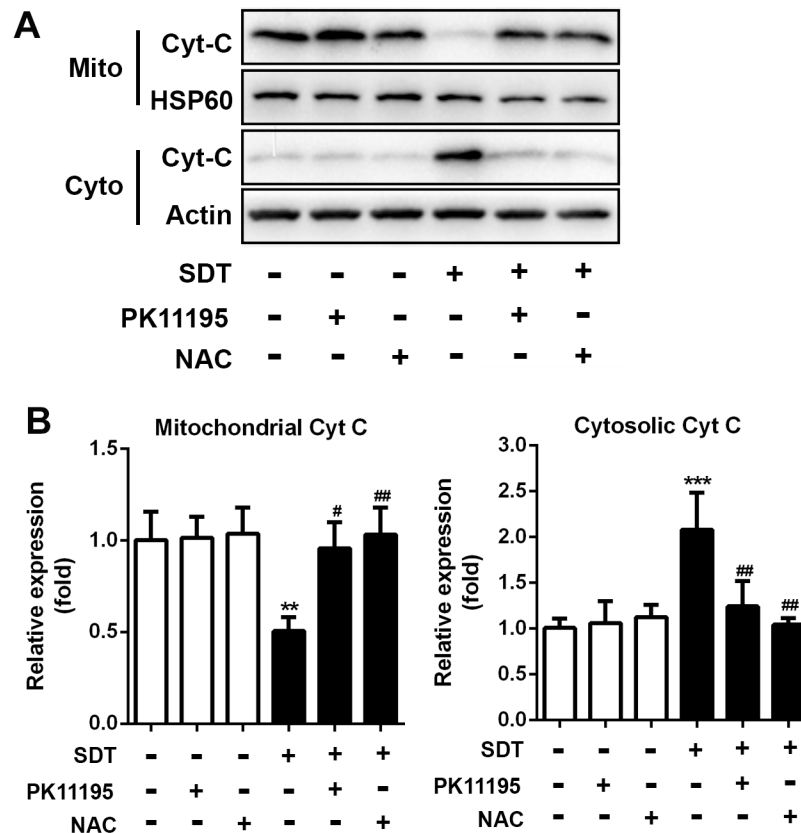 A
Mito
Cyt-C
HSP60
Cyto
Cyt-C
Actin
SDT - - - + + +
PK11195 - + - - + -
NAC - - + - - +
B
Mitochondrial Cyt C
Relative expression
(fold)
1.5
1.0
0.5
0.0
**
#
##
SDT - - - + + +
PK11195 - + - - + -
NAC - - + - - +
Cytosolic Cyt C
Relative expression
(fold)
3.0
2.5
2.0
1.5
1.0
0.5
0.0
***
##
##
SDT - - - + + +
PK11195 - + - - + -
NAC - - + - - +